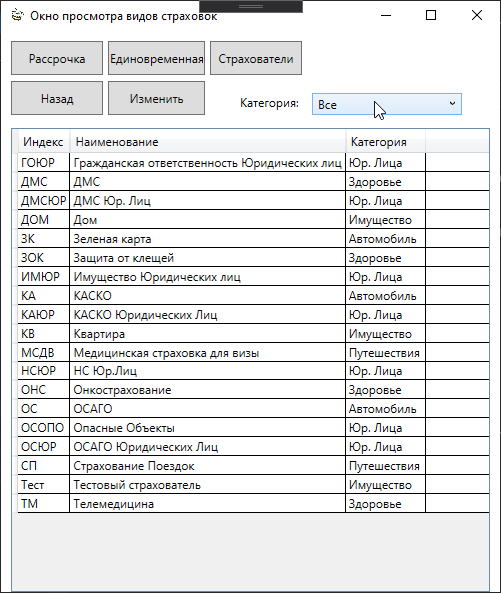 Окно просмотра видов страховок
Рассрочка Единовременная Страхователи
Назад Изменить Категория: Все
Индекс Наименование Категория
ГОЮР Гражданская ответственность Юридических лиц Юр. Лица
ДМС ДМС Здоровье
ДМСЮР ДМС Юр. Лиц Юр. Лица
ДОМ Дом Имущество
ЗК Зеленая карта Автомобиль
ЗОК Защита от клещей Здоровье
ИМЮР Имущество Юридических лиц Юр. Лица
КА КАСКО Автомобиль
КАЮР КАСКО Юридических Лиц Юр. Лица
КВ Квартира Имущество
МСДВ Медицинская страховка для визы Путешествия
НСЮР НС Юр.Лиц Юр. Лица
ОНС Онкострахование Здоровье
ОС ОСАГО Автомобиль
ОСОПО Опасные Объекты Юр. Лица
ОСЮР ОСАГО Юридических Лиц Юр. Лица
СП Страхование Поездок Путешествия
Тест Тестовый страхователь Имущество
ТМ Телемедицина Здоровье